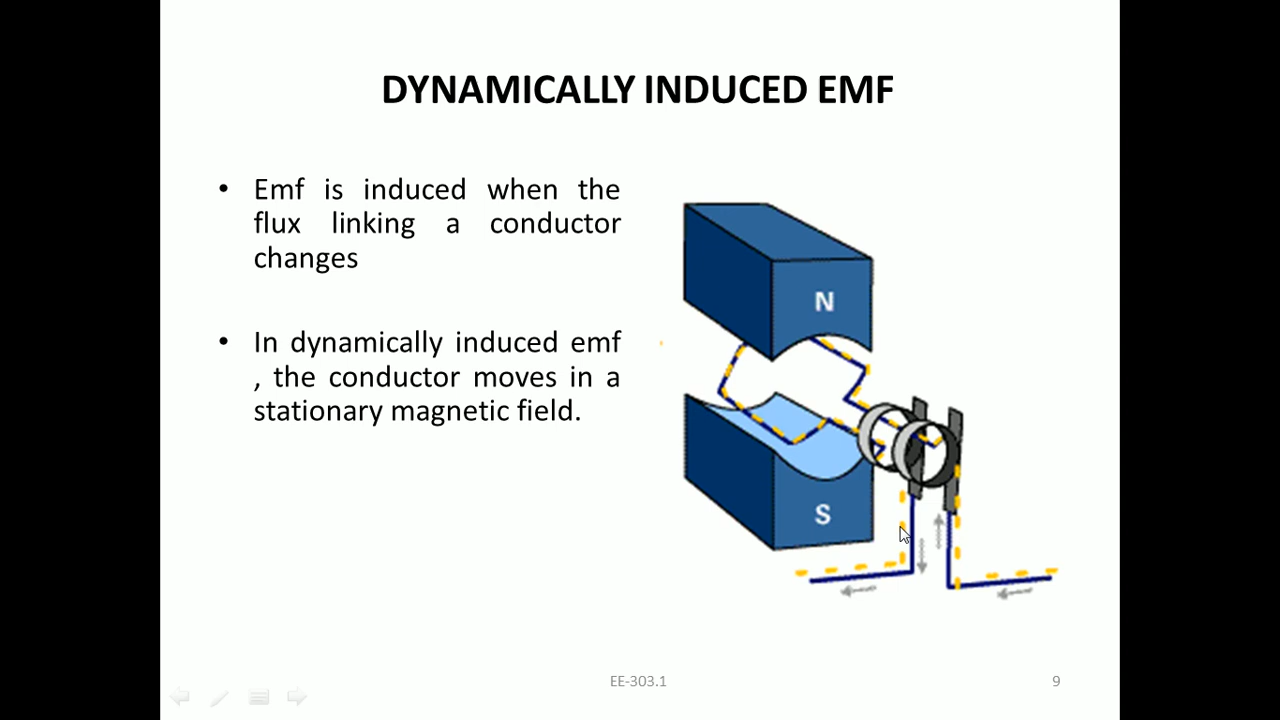 DYNAMICALLY INDUCED EMF
• Emf is induced when the
flux linking a conductor
changes
• In dynamically induced emf
, the conductor moves in a
stationary magnetic field.
N
S
EE-303.1
9